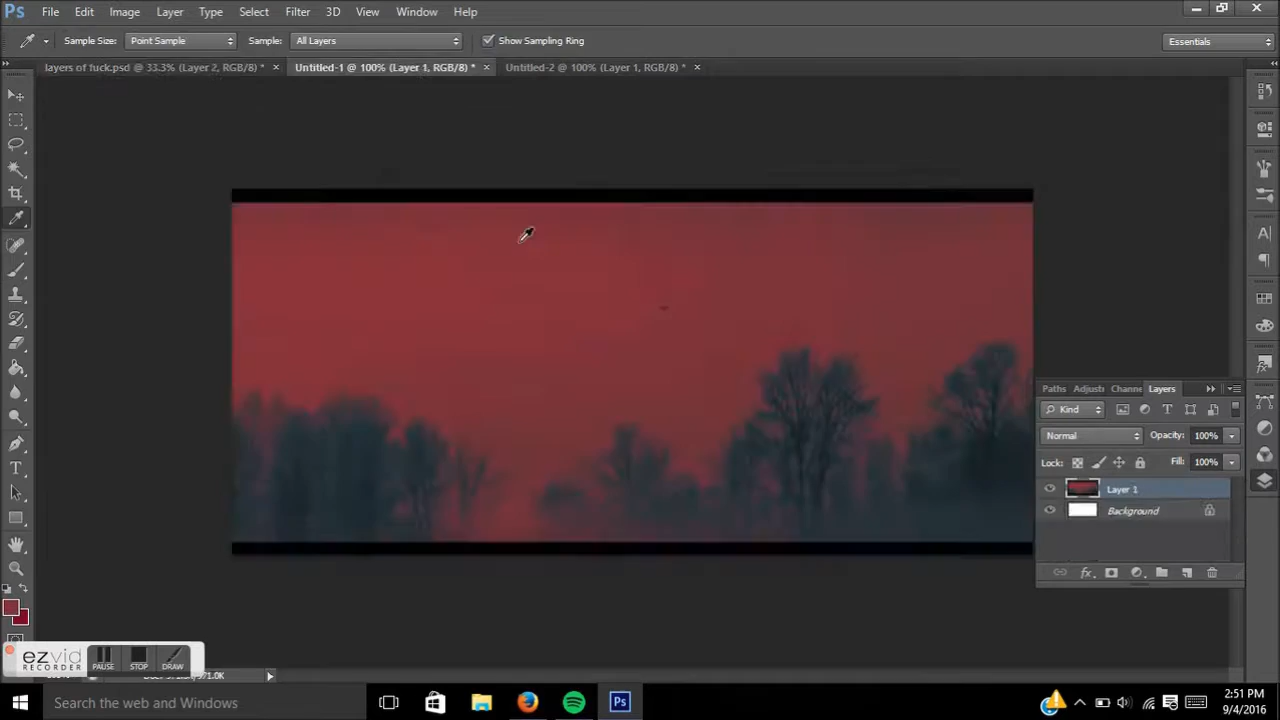 Ps File Edit Image Layer Type Select Filter 3D View Window Help
Sample Size: Point Sample Sample: All Layers Show Sampling Ring Essentials
layers of fuck.psd @ 33.3% (Layer 2, RGB/8) * × Untitled-1 @ 100% (Layer 1, RGB/8) * × Untitled-2 @ 100% (Layer 1, RGB/8) * ×
Paths Adjustr Channe Layers
Kind
Normal Opacity: 100%
Lock: Fill: 100%
Layer 1
Background
fx
ezvid
RECORDER
PAUSE STOP DRAW
Search the web and Windows
Ps
2:51 PM
9/4/2016